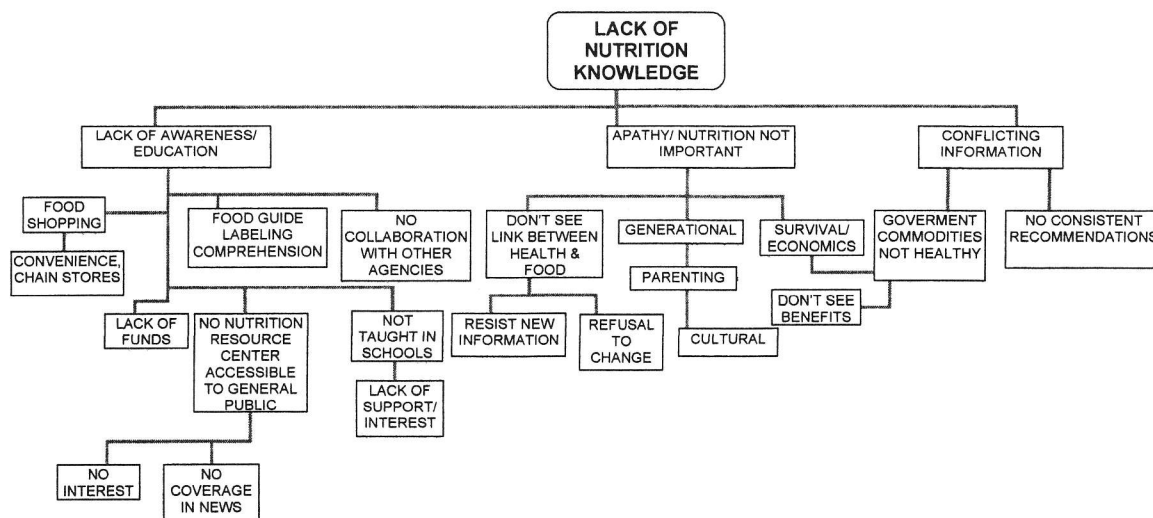 LACK OF
NUTRITION
KNOWLEDGE
LACK OF AWARENESS/
EDUCATION
APATHY/ NUTRITION NOT
IMPORTANT
CONFLICTING
INFORMATION
FOOD
SHOPPING
CONVENIENCE,
CHAIN STORES
FOOD GUIDE
LABELING
COMPREHENSION
NO
COLLABORATION
WITH OTHER
AGENCIES
DON'T SEE
LINK BETWEEN
HEALTH &
FOOD
GENERATIONAL
SURVIVAL/
ECONOMICS
GOVERMENT
COMMODITIES
NOT HEALTHY
NO CONSISTENT
RECOMMENDATIONS
PARENTING
DON'T SEE
BENEFITS
LACK OF
FUNDS
NO NUTRITION
RESOURCE
CENTER
ACCESSIBLE
TO GENERAL
PUBLIC
NOT
TAUGHT IN
SCHOOLS
RESIST NEW
INFORMATION
REFUSAL
TO
CHANGE
CULTURAL
LACK OF
SUPPORT/
INTEREST
NO
INTEREST
NO
COVERAGE
IN NEWS